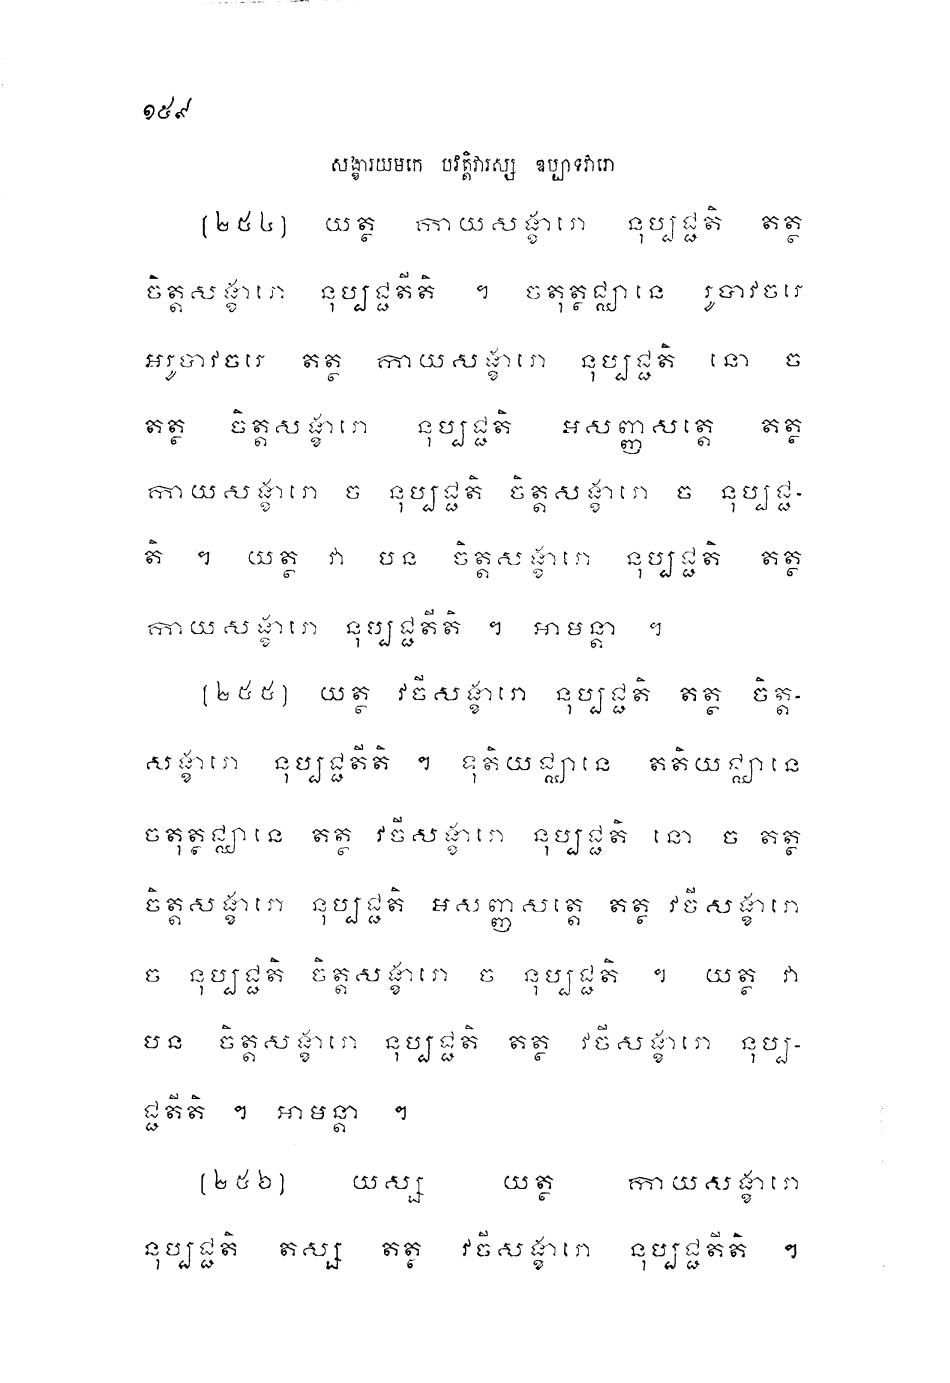 ១៥៩
សង្ខារយមកេ បវត្តិវារស្ស ឧប្បាទវារោ
(២៥៤) យត្ថ កាយសង្ខារោ នុប្បជ្ជតិ តត្ថ
ចិត្តសង្ខារោ នុប្បជ្ជតីតិ ។ ចតុត្ថជ្ឈានេ រូបាវចរេ
អរូបាវចរេ តត្ថ កាយសង្ខារោ នុប្បជ្ជតិ នោ ច
តត្ថ ចិត្តសង្ខារោ នុប្បជ្ជតិ អសញ្ញសត្តេ តត្ថ
កាយសង្ខារោ ច នុប្បជ្ជតិ ចិត្តសង្ខារោ ច នុប្បជ្ជ-
តិ ។ យត្ថ វា បន ចិត្តសង្ខារោ នុប្បជ្ជតិ តត្ថ
កាយសង្ខារោ នុប្បជ្ជតីតិ ។ អាមន្តា ។
(២៥៥) យត្ថ វចីសង្ខារោ នុប្បជ្ជតិ តត្ថ ចិត្ត-
សង្ខារោ នុប្បជ្ជតីតិ ។ ទុតិយជ្ឈានេ តតិយជ្ឈានេ
ចតុត្ថជ្ឈានេ តត្ថ វចីសង្ខារោ នុប្បជ្ជតិ នោ ច តត្ថ
ចិត្តសង្ខារោ នុប្បជ្ជតិ អសញ្ញសត្តេ តត្ថ វចីសង្ខារោ
ច នុប្បជ្ជតិ ចិត្តសង្ខារោ ច នុប្បជ្ជតិ ។ យត្ថ វា
បន ចិត្តសង្ខារោ នុប្បជ្ជតិ តត្ថ វចីសង្ខារោ នុប្ប-
ជ្ជតីតិ ។ អាមន្តា ។
(២៥៦) យស្ស យត្ថ កាយសង្ខារោ
នុប្បជ្ជតិ តស្ស តត្ថ វចីសង្ខារោ នុប្បជ្ជតីតិ ។